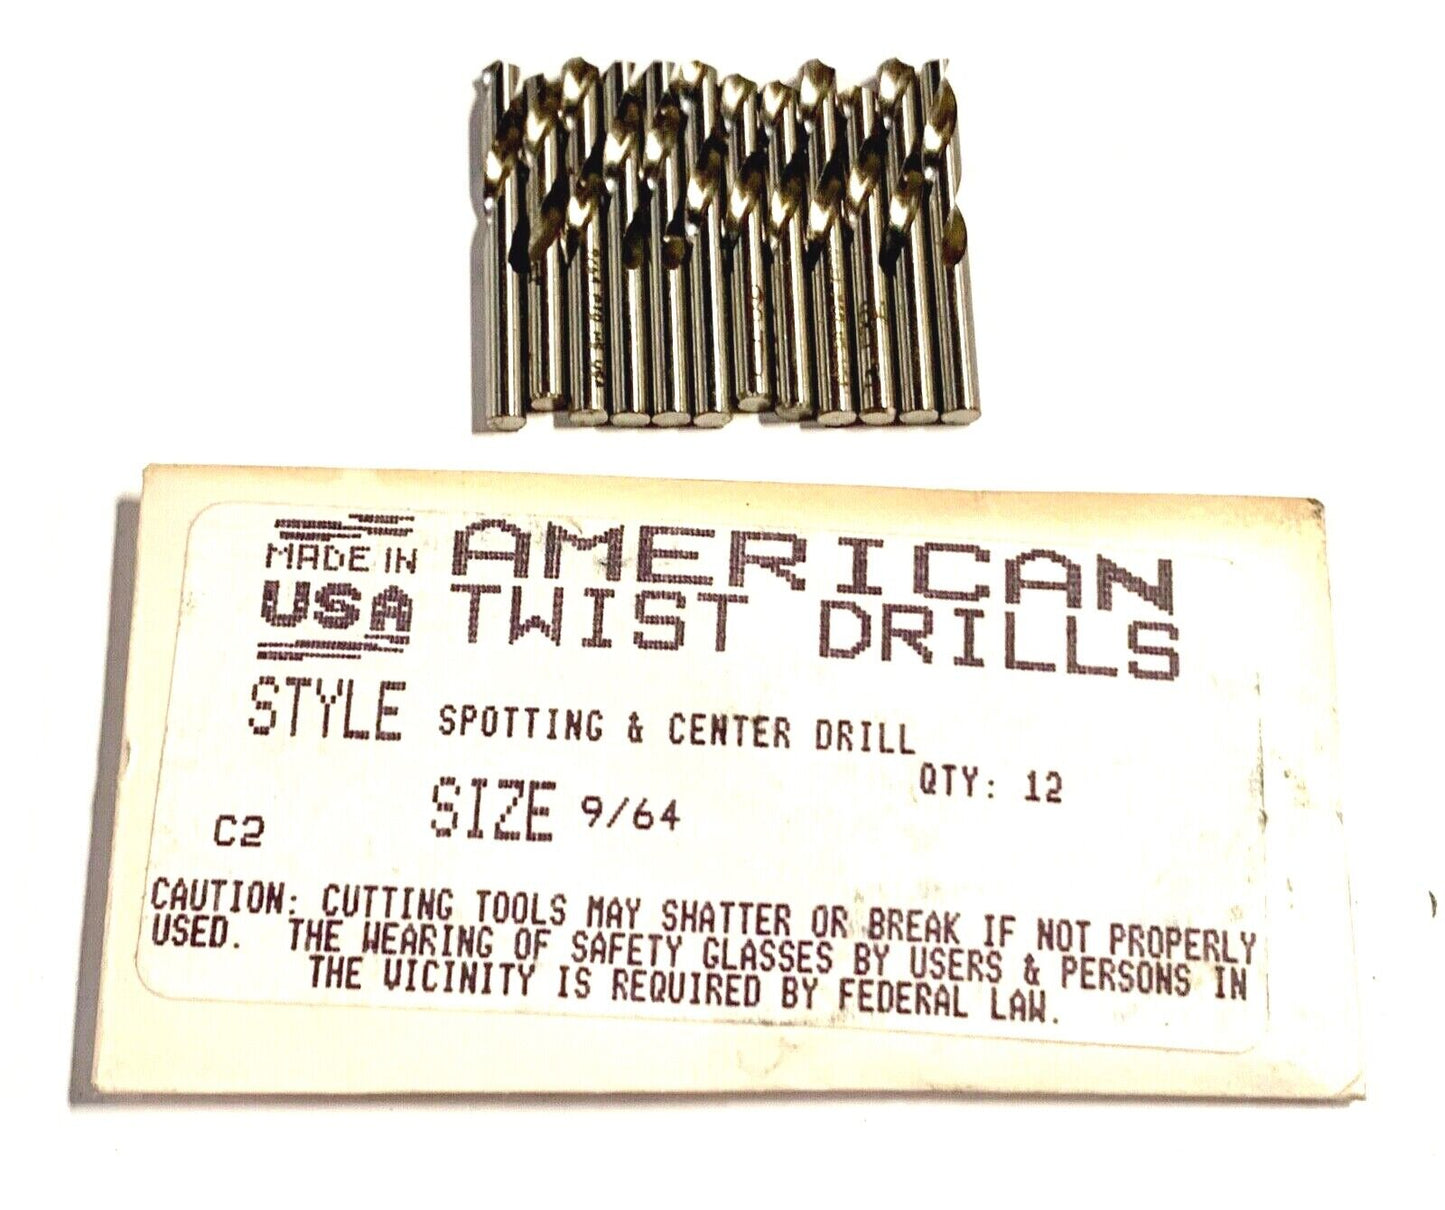 MADE IN
USA
AMERICAN
TWIST DRILLS
STYLE SPOTTING & CENTER DRILL
QTY: 12
SIZE 9/64
C2
CAUTION: CUTTING TOOLS MAY SHATTER OR BREAK IF NOT PROPERLY
USED. THE WEARING OF SAFETY GLASSES BY USERS & PERSONS IN
THE VICINITY IS REQUIRED BY FEDERAL LAW.